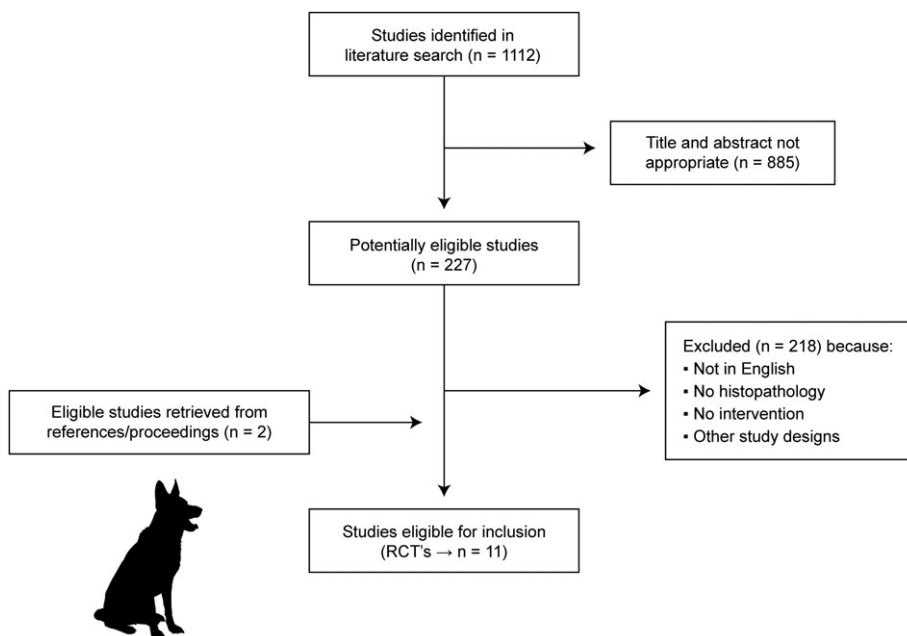 Studies identified in
literature search (n = 1112)
Title and abstract not
appropriate (n = 885)
Potentially eligible studies
(n = 227)
Excluded (n = 218) because:
▪ Not in English
▪ No histopathology
▪ No intervention
▪ Other study designs
Eligible studies retrieved from
references/proceedings (n = 2)
Studies eligible for inclusion
(RCT's → n = 11)